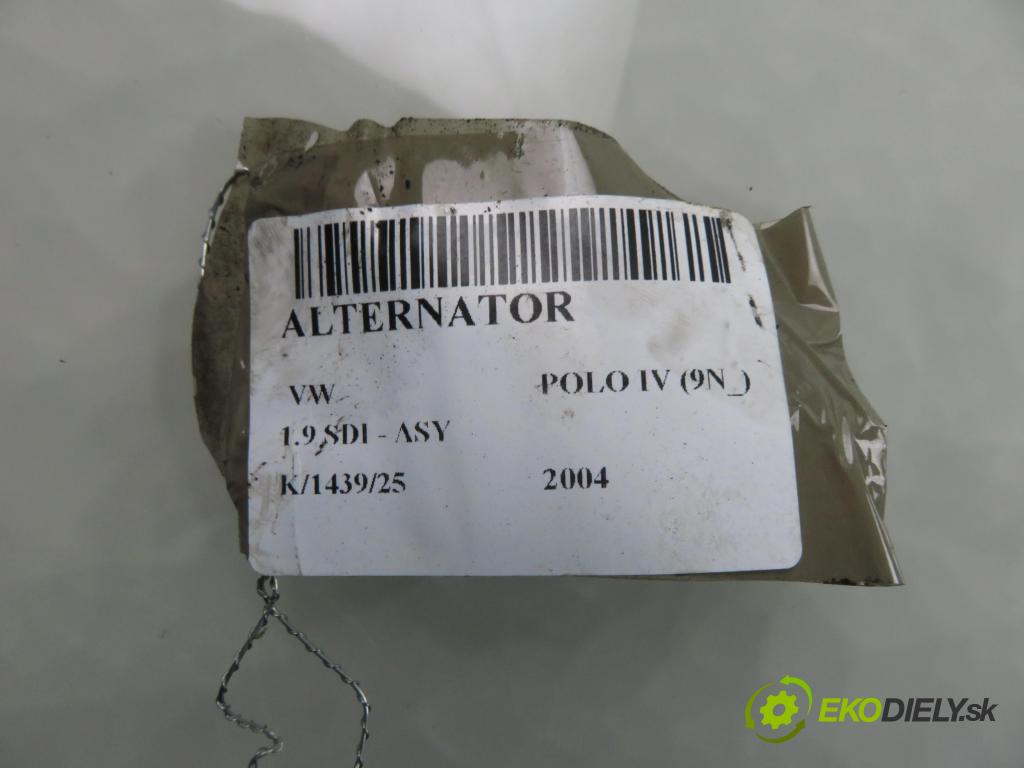 ALTERNATOR
VW POLO IV (9N_)
1.9 SDI - ASY
K/1439/25 2004
EKODIELY.sk